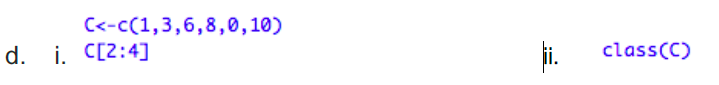 C<-c(1,3,6,8,0,10)
d. i. C[2:4] ii. class(C)